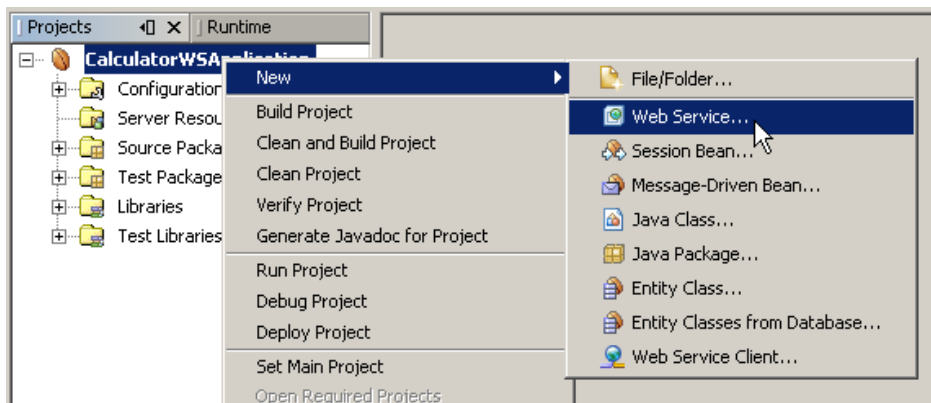 Projects
Runtime
CalculatorWSApplication
Configuration
Server Resou
Source Packa
Test Package
Libraries
Test Libraries
New
Build Project
Clean and Build Project
Clean Project
Verify Project
Generate Javadoc for Project
Run Project
Debug Project
Deploy Project
Set Main Project
Open Required Projects
File/Folder...
Web Service...
Session Bean...
Message-Driven Bean...
Java Class...
Java Package...
Entity Class...
Entity Classes from Database...
Web Service Client...